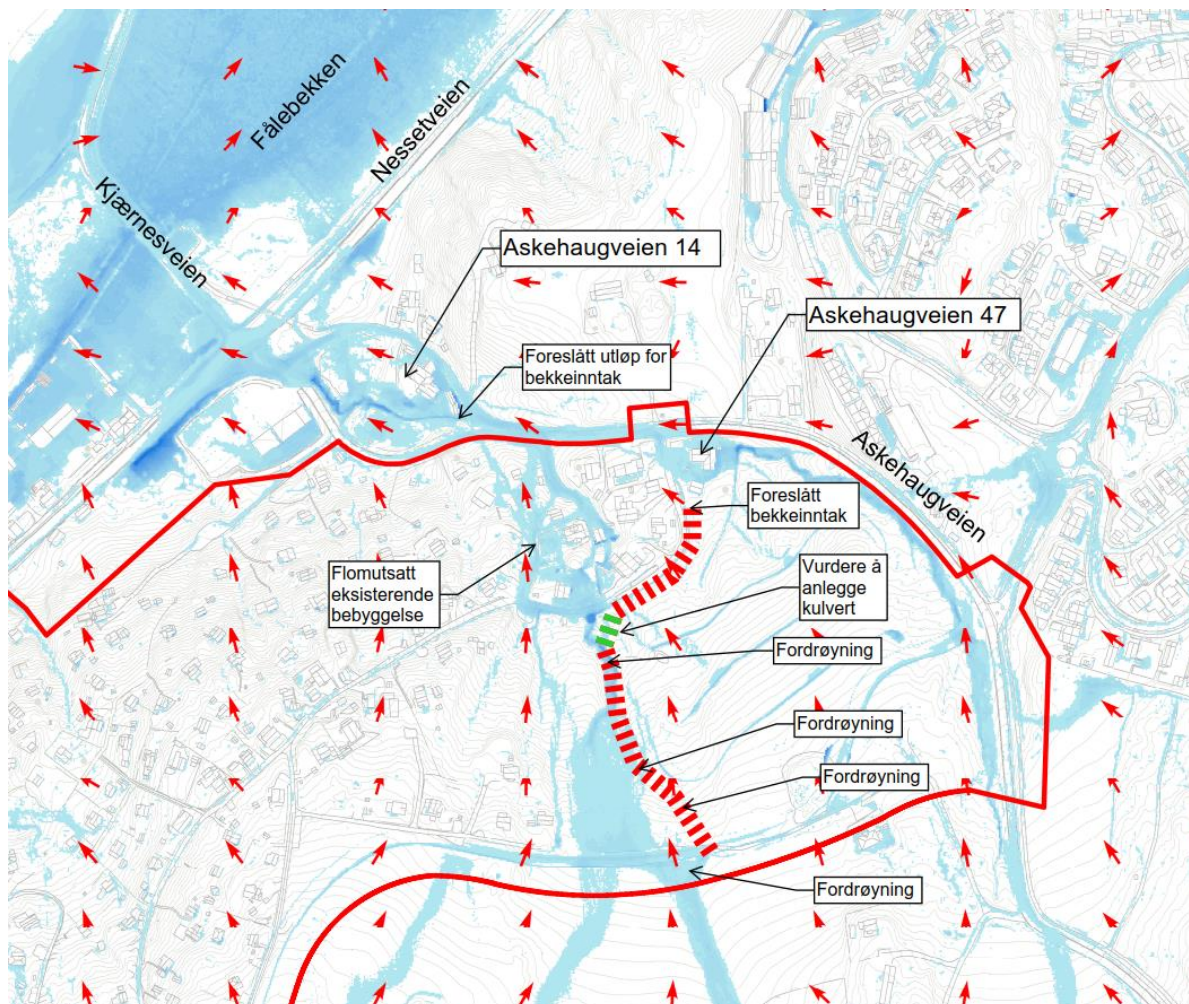 Fålebekken
Nessetveien
Kjærnesveien
Askehaugveien 14
Askehaugveien 47
Foreslått utløp for
bekkeinntak
Askehaugveien
Foreslått
bekkeinntak
Flomutsatt
eksisterende
bebyggelse
Vurdere å
anlegge
kulvert
Fordrøyning
Fordrøyning
Fordrøyning
Fordrøyning